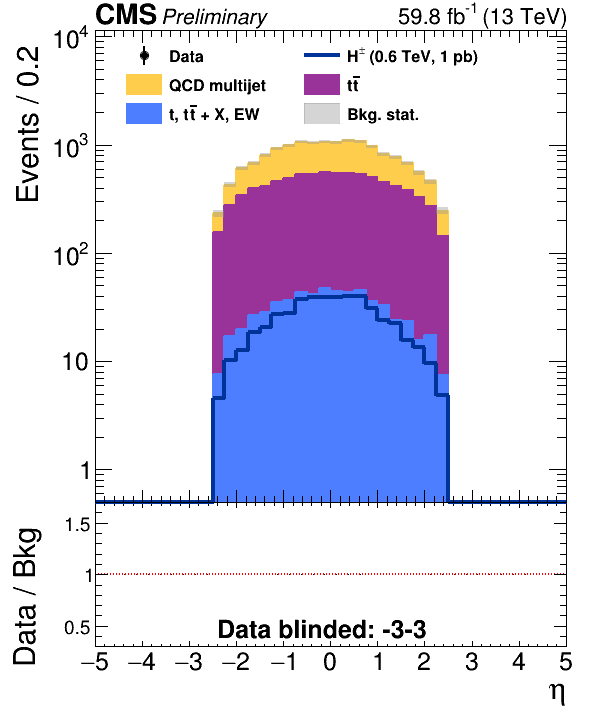 CMS Preliminary 59.8 fb⁻¹ (13 TeV)
Events / 0.2
10⁴
10³
10²
10
1
Data
H± (0.6 TeV, 1 pb)
QCD multijet
tt̄
t, tt̄ + X, EW
Bkg. stat.
Data / Bkg
1.5
1
0.5
Data blinded: -3-3
−5 −4 −3 −2 −1 0 1 2 3 4 5
η